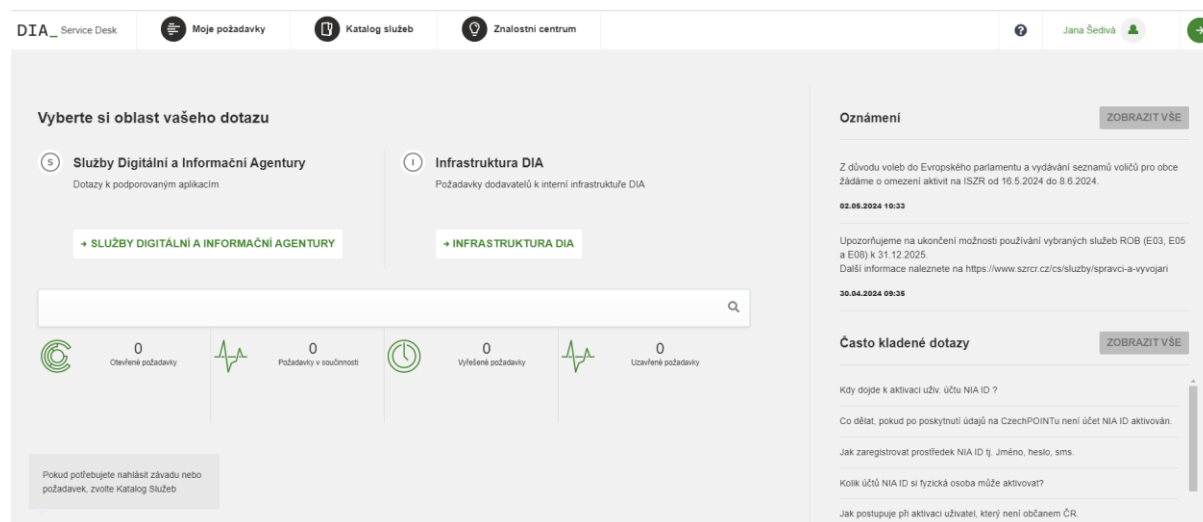 DIA_ Service Desk
Moje požadavky
Katalog služeb
Znalostní centrum
Jana Šedivá
Vyberte si oblast vašeho dotazu
S
Služby Digitální a Informační Agentury
Dotazy k podporovaným aplikacím
→ SLUŽBY DIGITÁLNÍ A INFORMAČNÍ AGENTURY
I
Infrastruktura DIA
Požadavky dodavatelů k interní infrastruktuře DIA
→ INFRASTRUKTURA DIA
0
Otevřené požadavky
0
Požadavky v součinnosti
0
Vyřešené požadavky
0
Uzavřené požadavky
Pokud potřebujete nahlásit závadu nebo
požadavek, zvolte Katalog Služeb
Oznámení
ZOBRAZIT VŠE
Z důvodu voleb do Evropského parlamentu a vydávání seznamů voličů pro obce
žádáme o omezení aktivit na ISZR od 16.5.2024 do 8.6.2024.
02.05.2024 10:33
Upozorňujeme na ukončení možnosti používání vybraných služeb ROB (E03, E05
a E08) k 31.12.2025.
Další informace naleznete na https://www.szrcr.cz/cs/sluzby/spravci-a-vyvojari
30.04.2024 09:35
Často kladené dotazy
ZOBRAZIT VŠE
Kdy dojde k aktivaci uživ. účtu NIA ID ?
Co dělat, pokud po poskytnutí údajů na CzechPOINTu není účet NIA ID aktivován.
Jak zaregistrovat prostředek NIA ID tj. Jméno, heslo, sms.
Kolik účtů NIA ID si fyzická osoba může aktivovat?
Jak postupuje při aktivaci uživatel, který není občanem ČR.